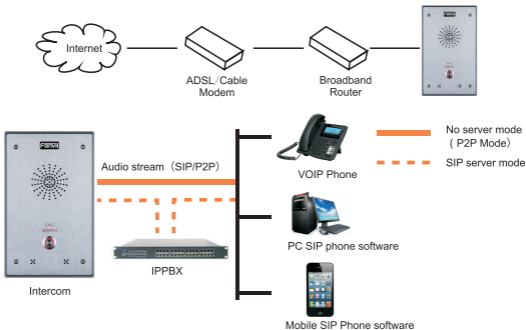 Internet
ADSL/Cable
Modem
Broadband
Router
Fanvil
No server mode
( P2P Mode)
SIP server mode
Audio stream（SIP/P2P）
VOIP Phone
PC SIP phone software
IPPBX
Intercom
Mobile SIP Phone software